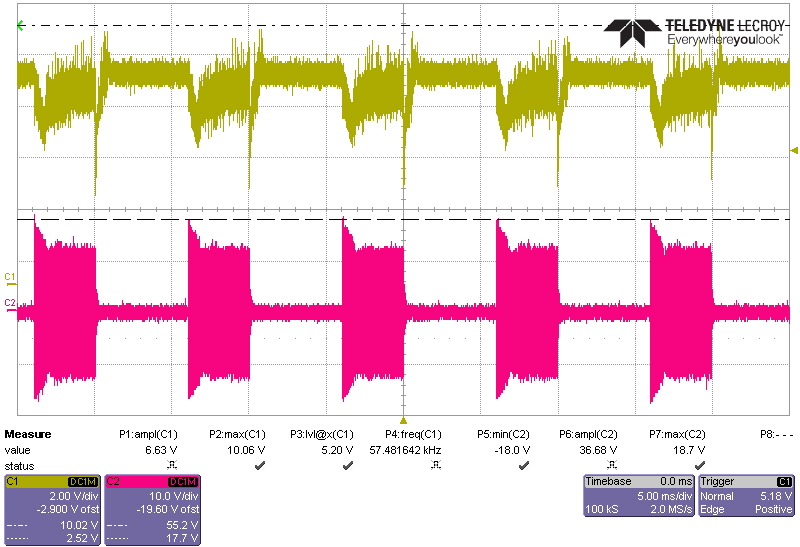 TELEDYNE LECROY
Everywhereyoulook™
C1
C2
Measure P1:ampl(C1) P2:max(C1) P3:lvl@x(C1) P4:freq(C1) P5:min(C2) P6:ampl(C2) P7:max(C2) P8:- - -
value 6.63 V 10.06 V 5.20 V 57.481642 kHz -18.0 V 36.68 V 18.7 V
status
C1 DC1M
2.00 V/div
-2.900 V ofst
10.02 V
2.52 V
C2 DC1M
10.0 V/div
-19.60 V ofst
55.2 V
17.7 V
Timebase 0.0 ms
5.00 ms/div
100 kS 2.0 MS/s
Trigger C1
Normal 5.18 V
Edge Positive